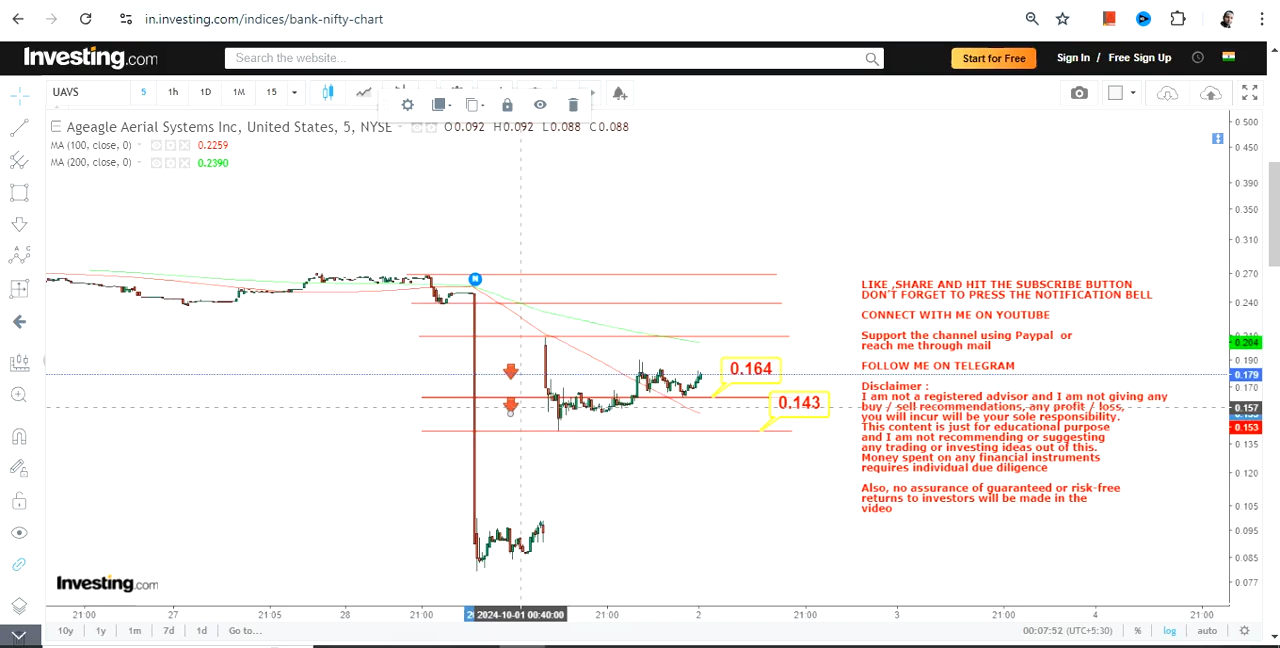 in.investing.com/indices/bank-nifty-chart
Investing.com
Search the website...
Start for Free
Sign In / Free Sign Up
UAVS 5 1h 1D 1M 15
Ageagle Aerial Systems Inc, United States, 5, NYSE O0.092 H0.092 L0.088 C0.088
MA (100, close, 0) 0.2259
MA (200, close, 0) 0.2390
0.164
0.143
LIKE ,SHARE AND HIT THE SUBSCRIBE BUTTON
DON'T FORGET TO PRESS THE NOTIFICATION BELL
CONNECT WITH ME ON YOUTUBE
Support the channel using Paypal or
reach me through mail
FOLLOW ME ON TELEGRAM
Disclaimer :
I am not a registered advisor and I am not giving any
buy / sell recommendations, any profit / loss,
you will incur will be your sole responsibility.
This content is just for educational purpose
and I am not recommending or suggesting
any trading or investing ideas out of this.
Money spent on any financial instruments
requires individual due diligence
Also, no assurance of guaranteed or risk-free
returns to investors will be made in the
video
0.500
0.450
0.390
0.350
0.310
0.270
0.240
0.204
0.190
0.179
0.170
0.157
0.153
0.135
0.120
0.105
0.095
0.085
0.077
Investing.com
21:00 27 21:05 28 21:00 2024-10-01 00:40:00 21:00 2 21:00 3 21:00 4 21:00
10y 1y 1m 7d 1d Go to... 00:07:52 (UTC+5:30) % log auto